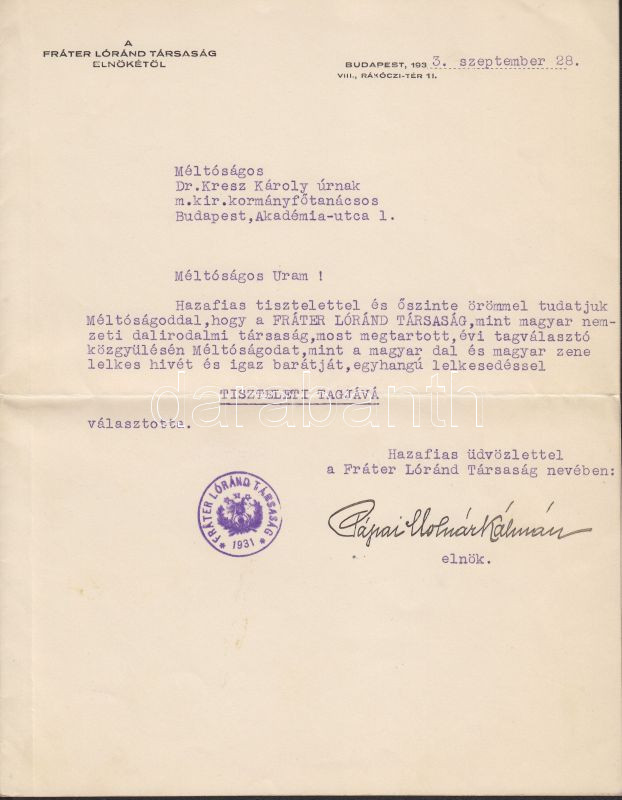 A
FRÁTER LÓRÁND TÁRSASÁG
ELNÖKÉTŐL
BUDAPEST, 193 3. szeptember 28.
VIII., RÁKÓCZI-TÉR 11.
Méltóságos
Dr.Kresz Károly úrnak
m.kir.kormányfőtanácsos
Budapest,Akadémia-utca 1.
Méltóságos Uram !
Hazafias tisztelettel és őszinte örömmel tudatjuk
Méltóságoddal,hogy a FRÁTER LÓRÁND TÁRSASÁG,mint magyar nem-
zeti dalirodalmi társaság,most megtartott,évi tagválasztó
közgyülésén Méltóságodat,mint a magyar dal és magyar zene
lelkes hivét és igaz barátját,egyhangú lelkesedéssel
TISZTELETI TAGJÁVÁ
darabanth
választotta.
Hazafias üdvözlettel
a Fráter Lóránd Társaság nevében:
FRÁTER LÓRÁND TÁRSASÁG
* 1931 *
Pápai Molnár Kálmán
elnök.